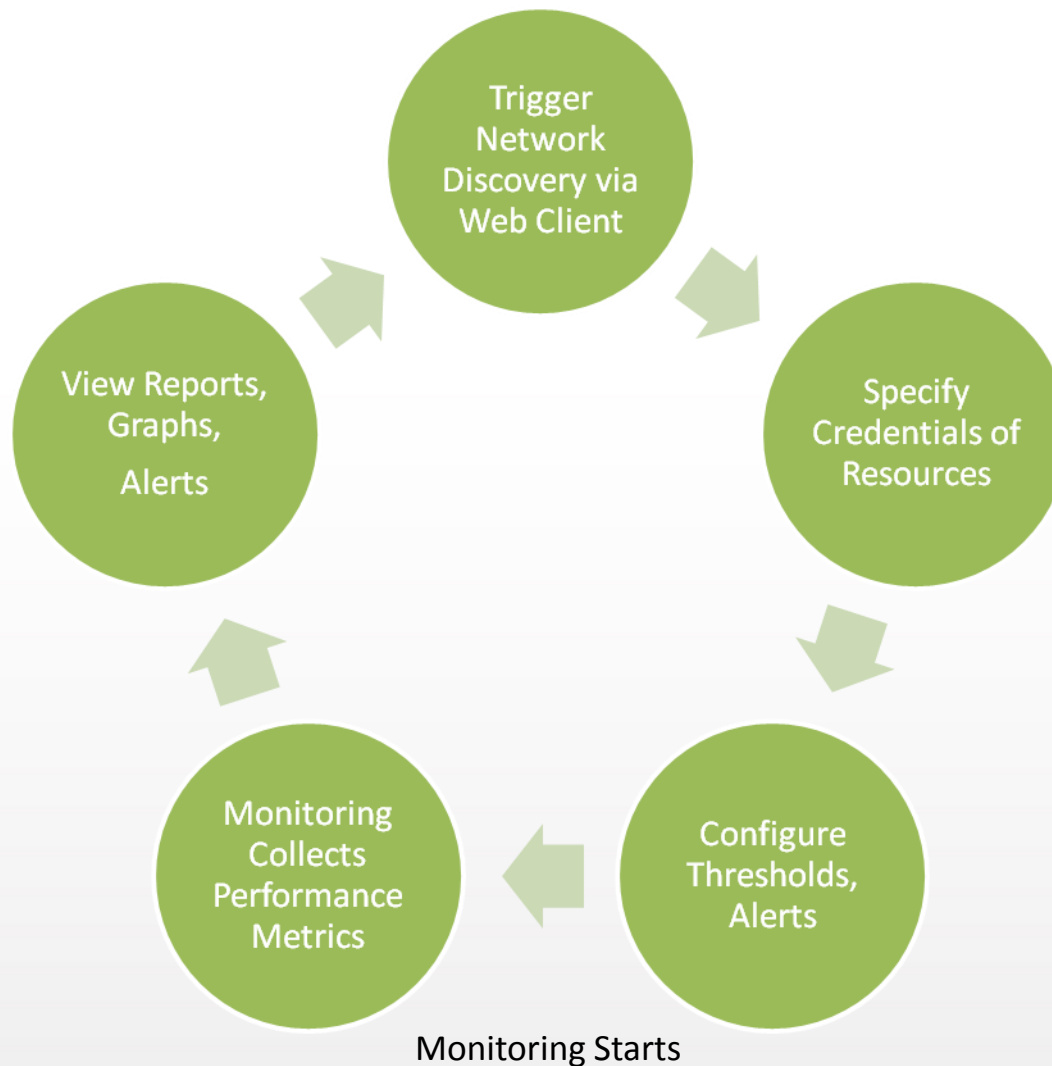 Trigger
Network
Discovery via
Web Client
Specify
Credentials of
Resources
Configure
Thresholds,
Alerts
Monitoring
Collects
Performance
Metrics
View Reports,
Graphs,
Alerts
Monitoring Starts